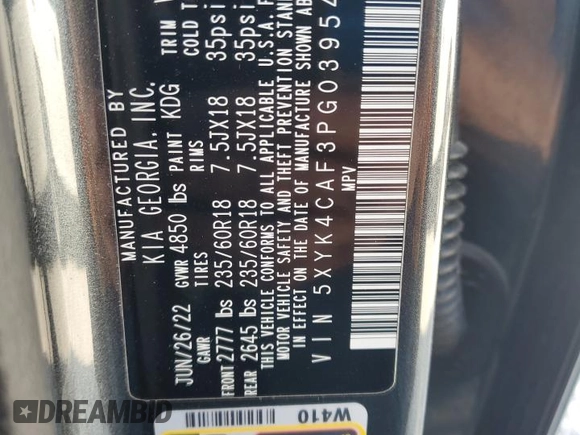 MANUFACTURED BY
KIA GEORGIA, INC.
JUN/26/22 GVWR 4850 lbs PAINT KDG TRIM
GAWR TIRES RIMS COLD T
FRONT 2777 lbs 235/60R18 7.5JX18 35psi
REAR 2645 lbs 235/60R18 7.5JX18 35psi
THIS VEHICLE CONFORMS TO ALL APPLICABLE U.S.A. F
MOTOR VEHICLE SAFETY AND THEFT PREVENTION STAND
IN EFFECT ON THE DATE OF MANUFACTURE SHOWN AB
VIN 5XYK4CAF3PG0395
MPV
W410
DREAMBID